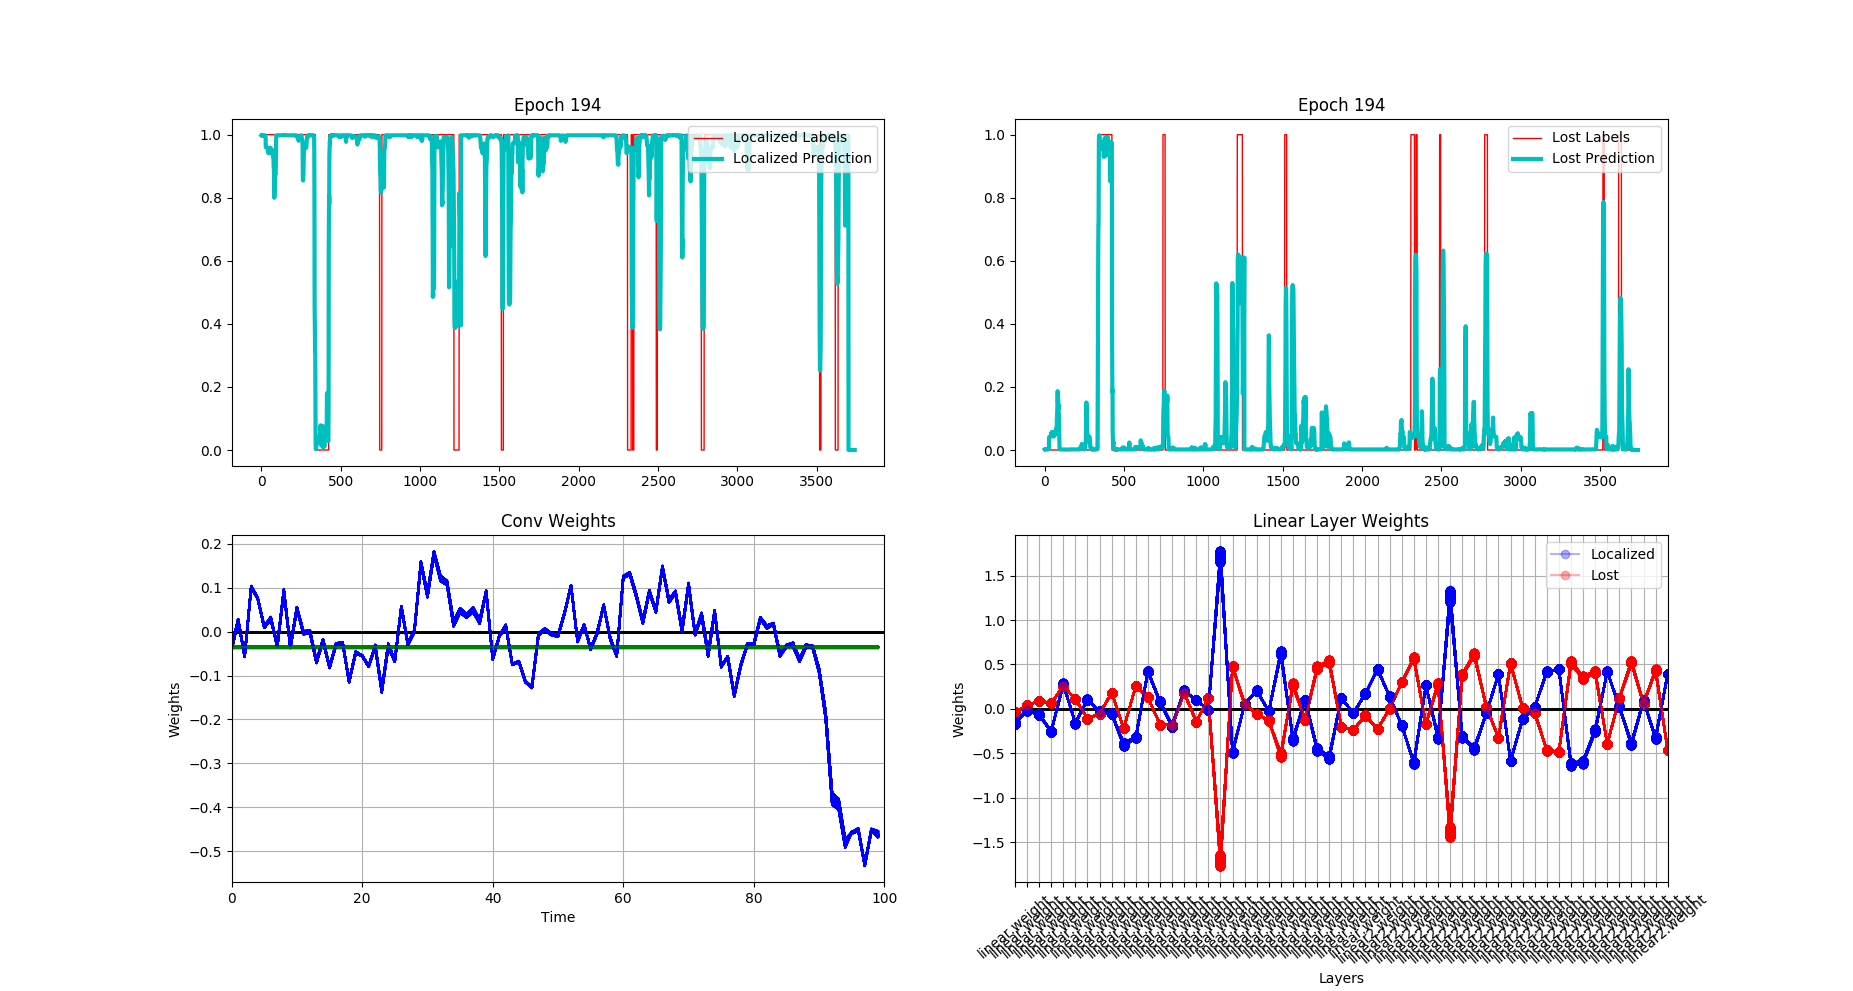 Epoch 194
1.0
0.8
0.6
0.4
0.2
0.0
Localized Labels
Localized Prediction
0 500 1000 1500 2000 2500 3000 3500
Epoch 194
1.0
0.8
0.6
0.4
0.2
0.0
Lost Labels
Lost Prediction
0 500 1000 1500 2000 2500 3000 3500
Conv Weights
Weights
0.2
0.1
0.0
−0.1
−0.2
−0.3
−0.4
−0.5
0 20 40 60 80 100
Time
Linear Layer Weights
Weights
1.5
1.0
0.5
0.0
−0.5
−1.0
−1.5
Localized
Lost
linear.weight
linear2.weight
Layers